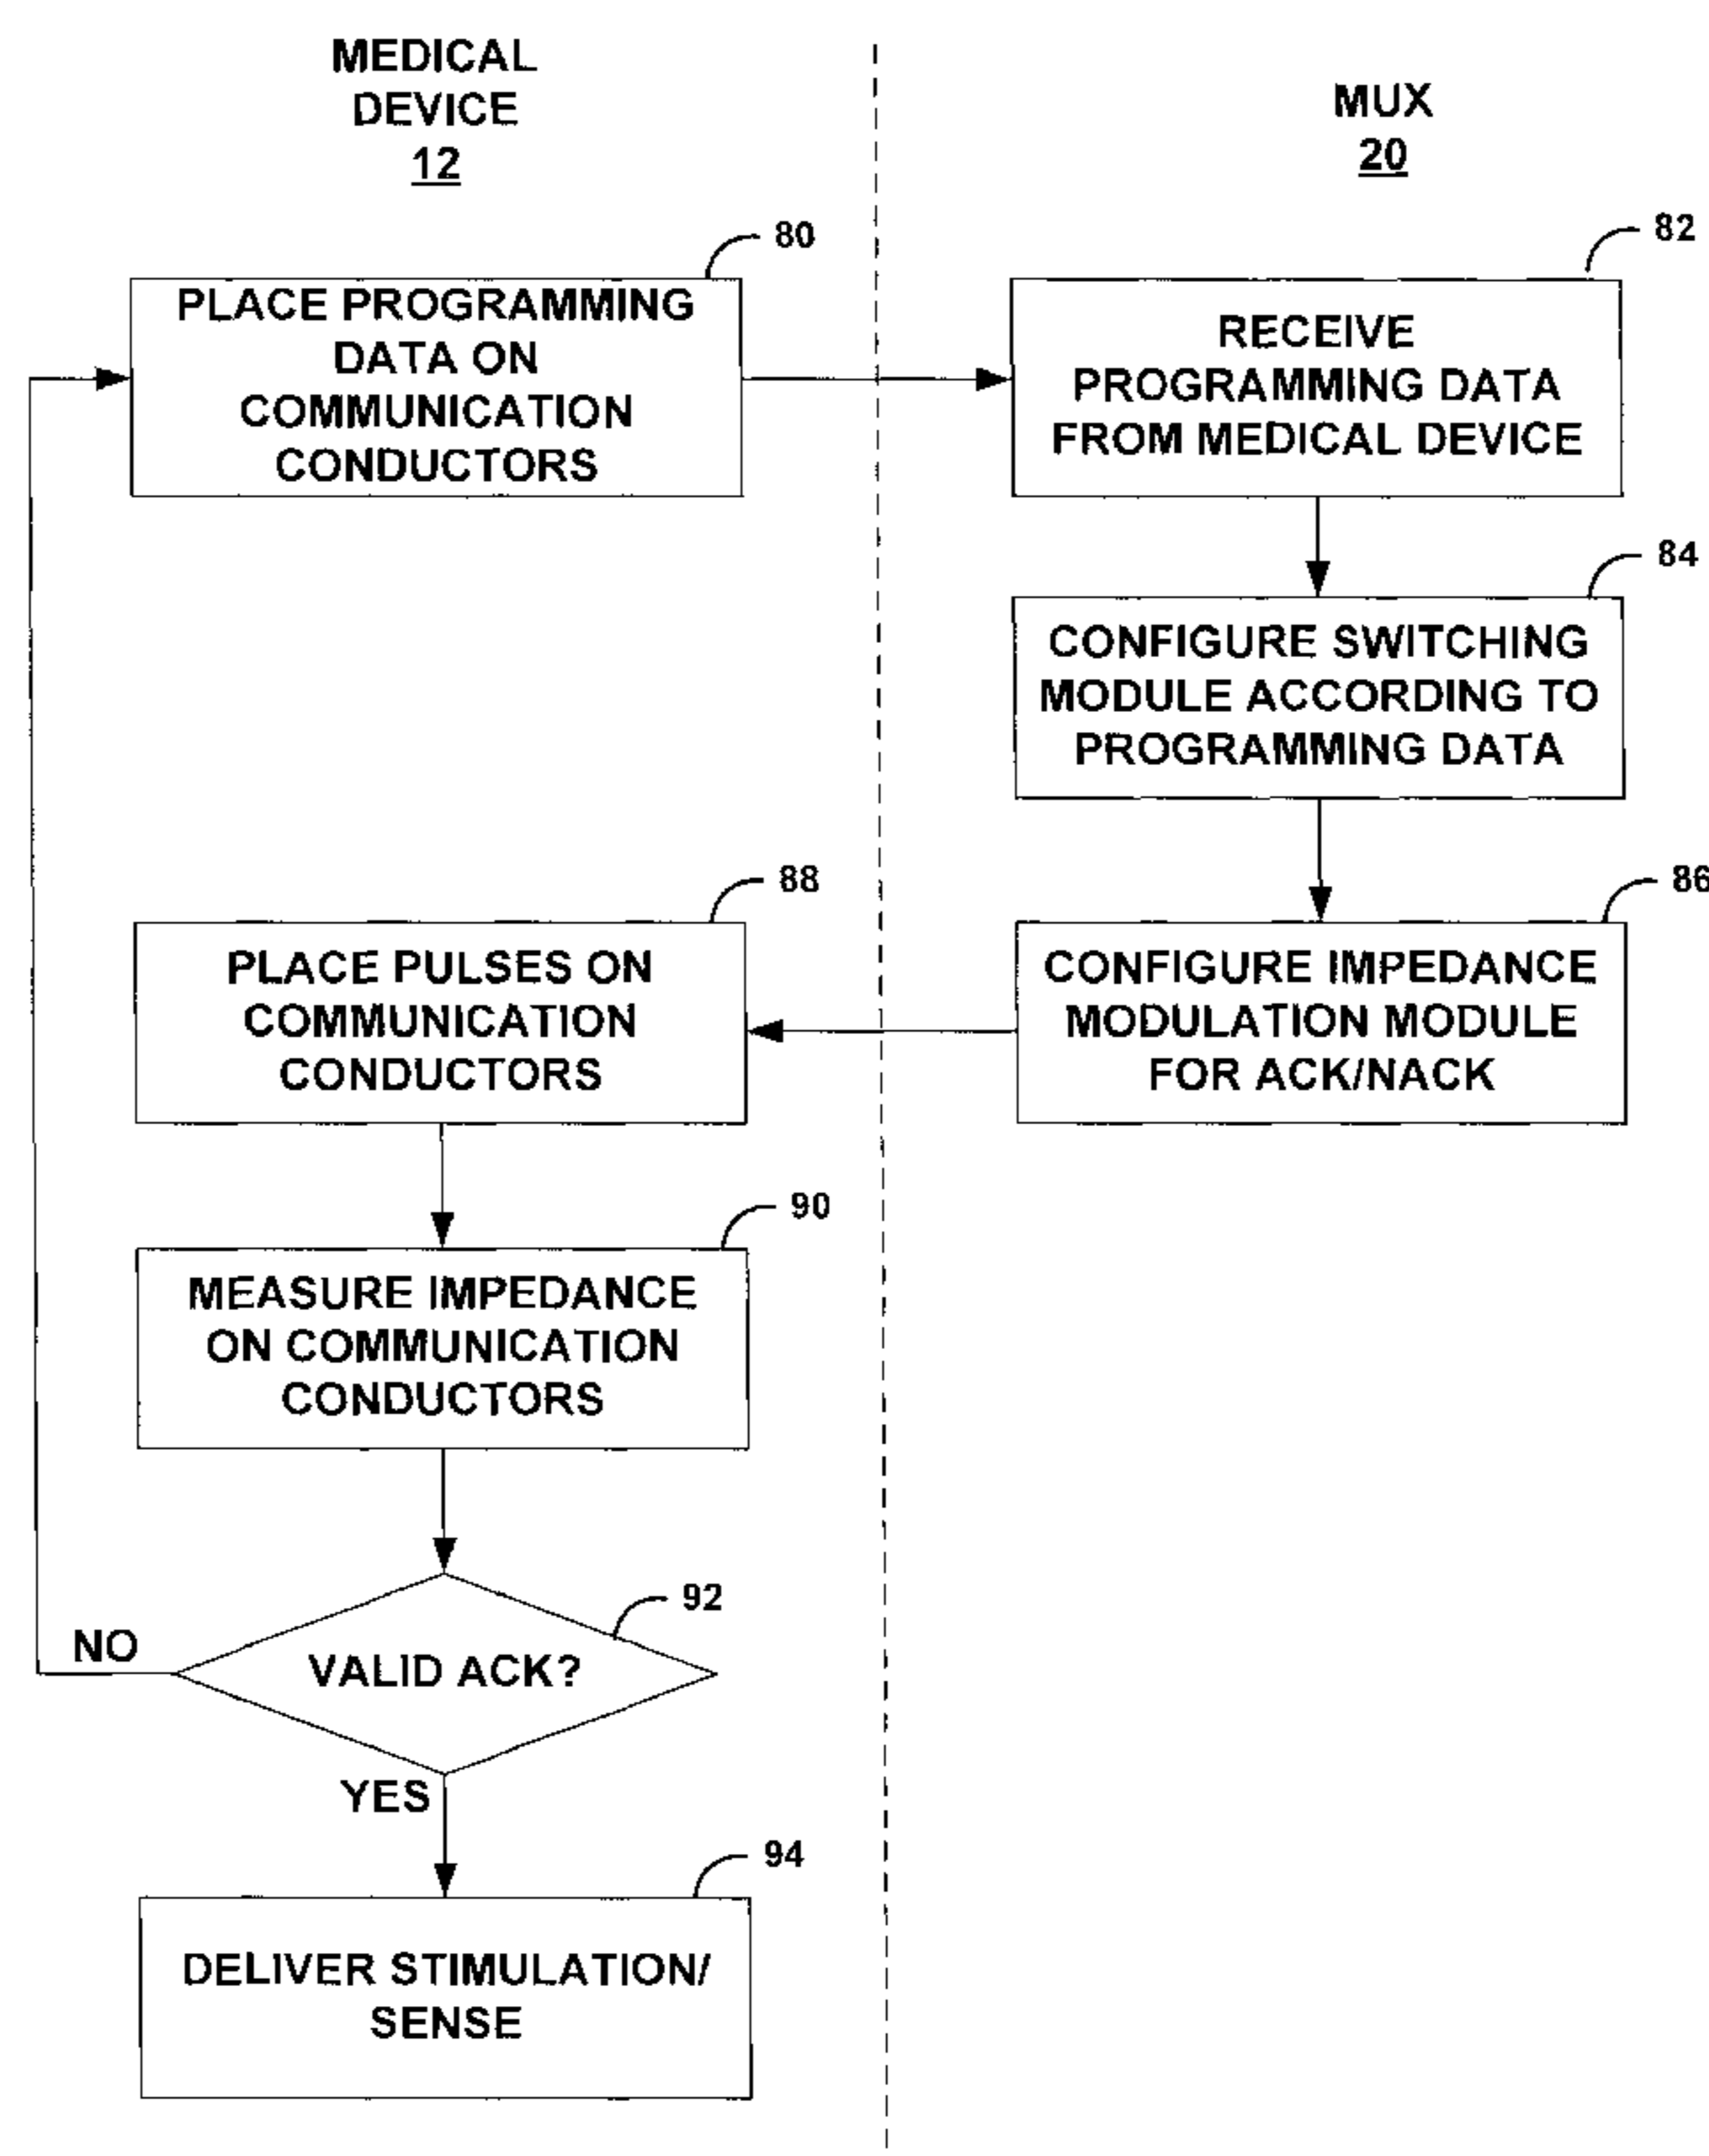 MEDICAL
DEVICE
12
MUX
20
80
PLACE PROGRAMMING
DATA ON
COMMUNICATION
CONDUCTORS
82
RECEIVE
PROGRAMMING DATA
FROM MEDICAL DEVICE
84
CONFIGURE SWITCHING
MODULE ACCORDING TO
PROGRAMMING DATA
86
CONFIGURE IMPEDANCE
MODULATION MODULE
FOR ACK/NACK
88
PLACE PULSES ON
COMMUNICATION
CONDUCTORS
90
MEASURE IMPEDANCE
ON COMMUNICATION
CONDUCTORS
92
VALID ACK?
NO
YES
94
DELIVER STIMULATION/
SENSE